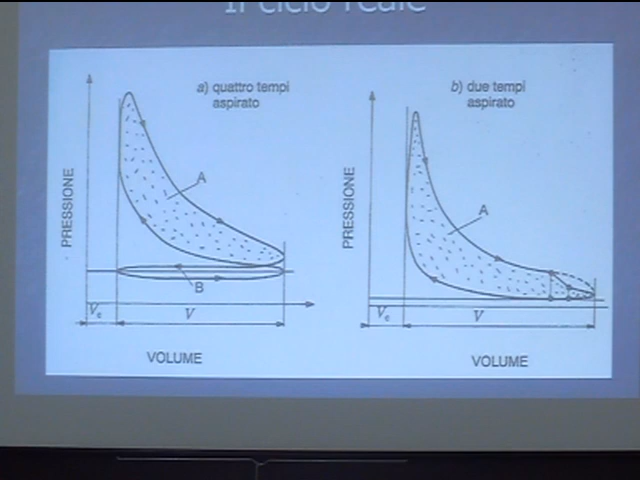 Il ciclo reale
a) quattro tempi
aspirato
PRESSIONE
A
B
Vc
V
VOLUME
b) due tempi
aspirato
PRESSIONE
A
Vc
V
VOLUME